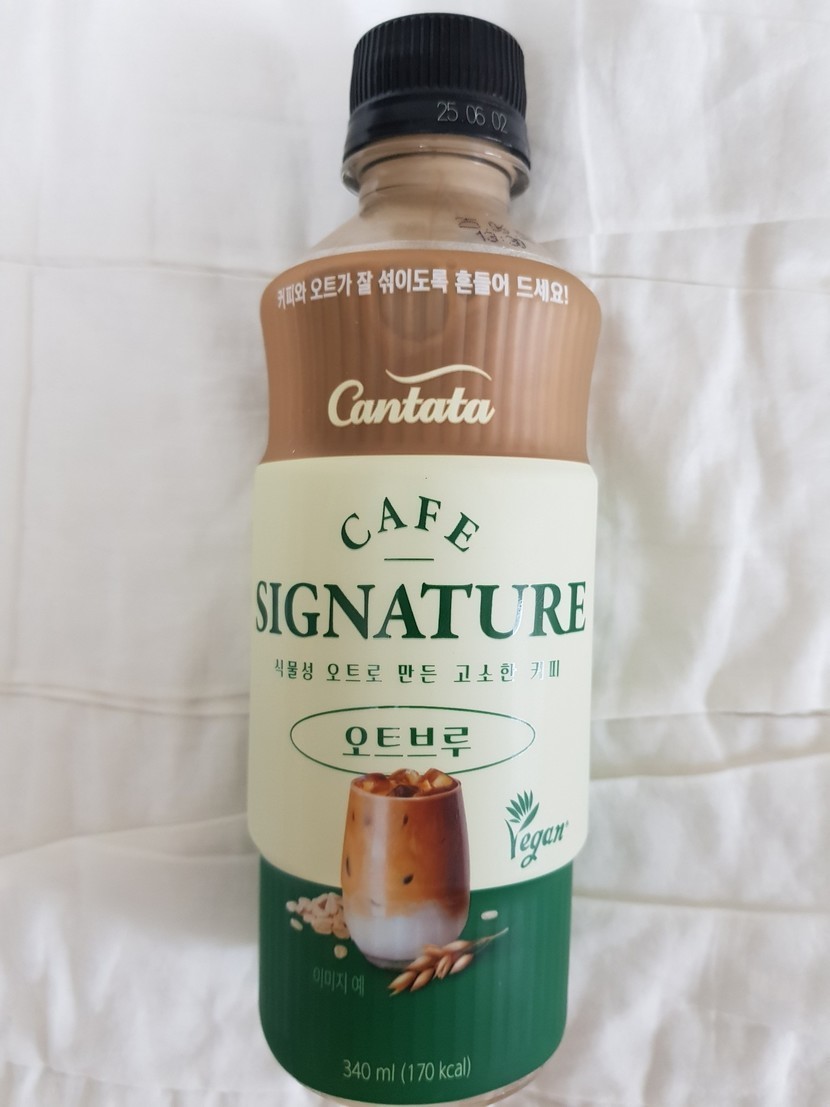 25 06 02
13:30
커피와 오트가 잘 섞이도록 흔들어 드세요!
Cantata
CAFE
SIGNATURE
식물성 오트로 만든 고소한 커피
오트브루
Vegan
이미지 예
340 ml (170 kcal)